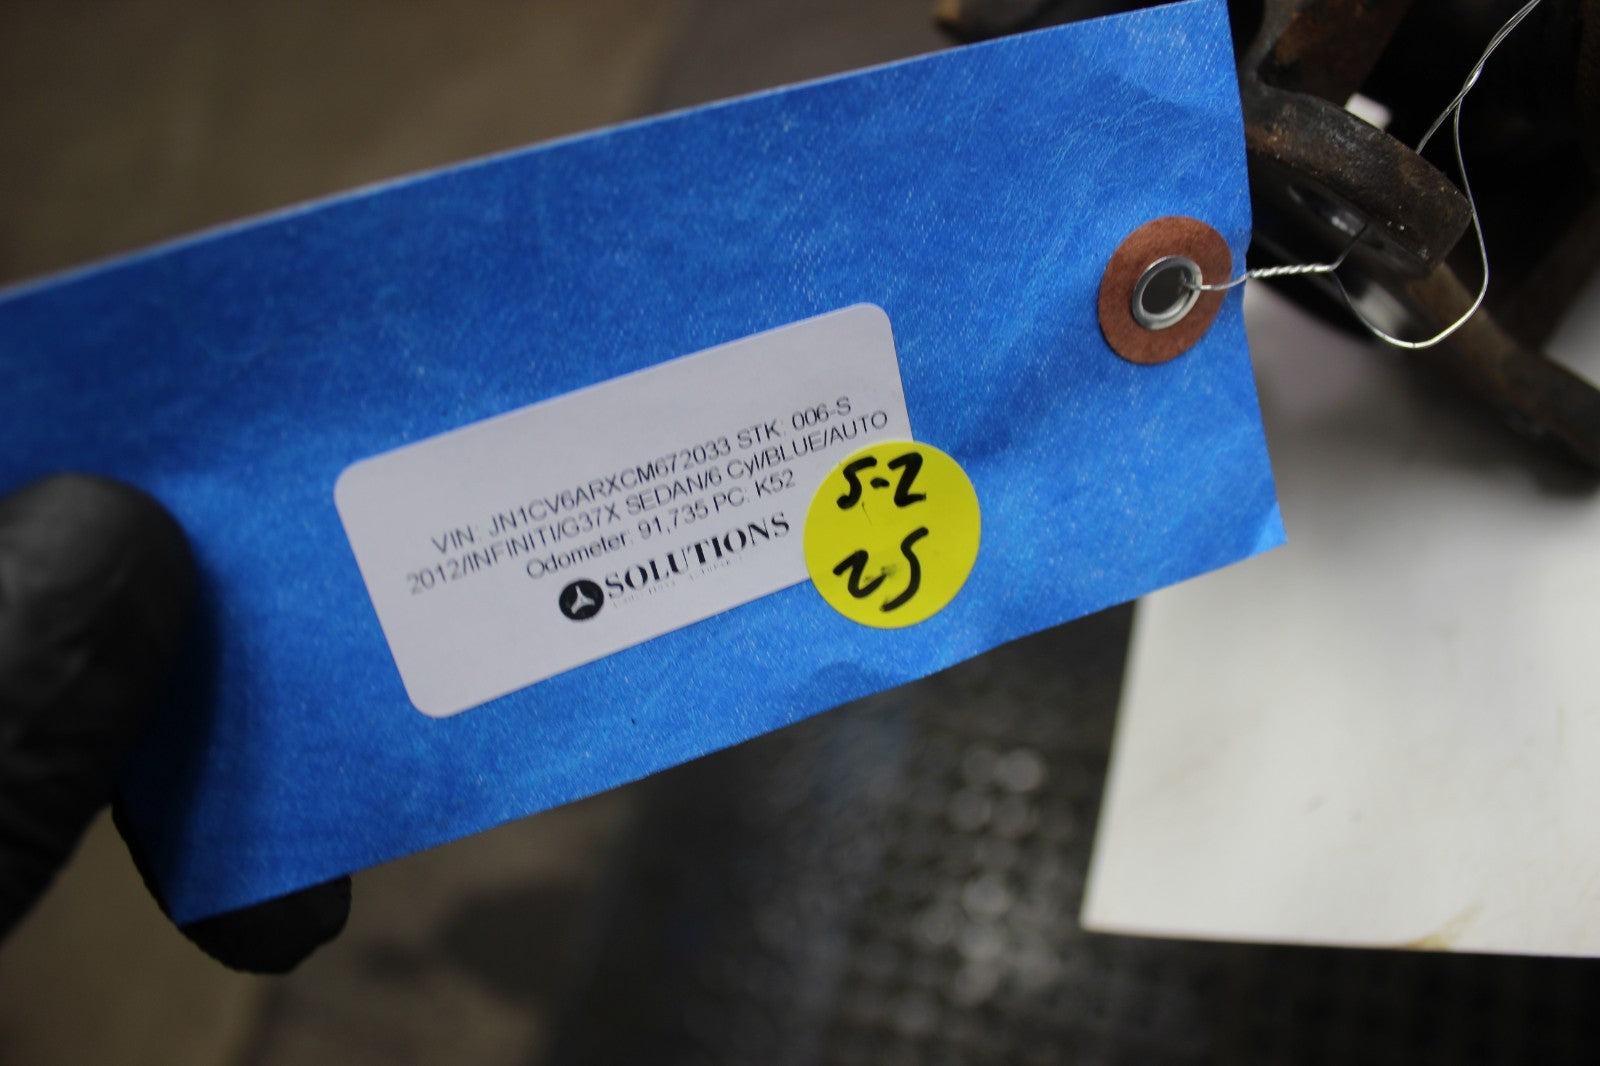 VIN: JN1CV6ARXCM672033 STK: 006-S
2012/INFINITI/G37X SEDAN/6 Cyl/BLUE/AUTO
Odometer: 91,735 PC: K52
SOLUTIONS
5-2
25